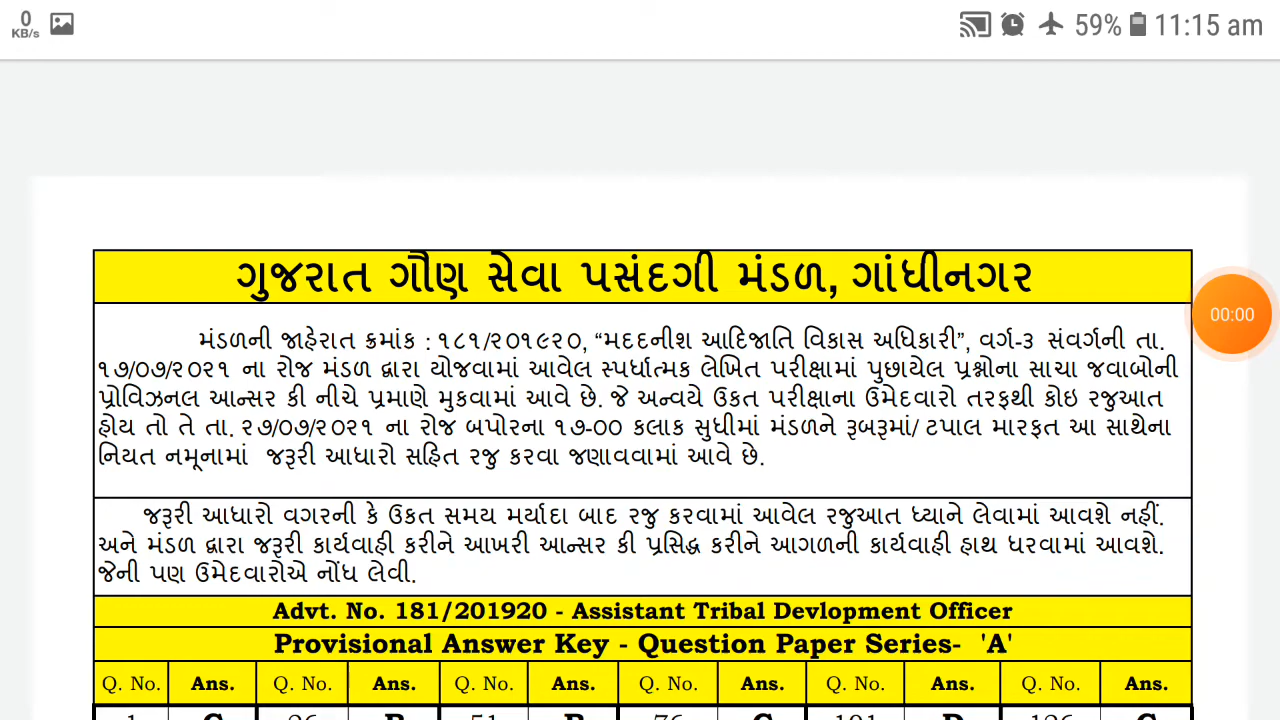 0
KB/s
59% 11:15 am
ગુજરાત ગૌણ સેવા પસંદગી મંડળ, ગાંધીનગર
મંડળની જાહેરાત ક્રમાંક : ૧૮૧/૨૦૧૯૨૦, “મદદનીશ આદિજાતિ વિકાસ અધિકારી”, વર્ગ-૩ સંવર્ગની તા.
૧૭/૦૭/૨૦૨૧ ના રોજ મંડળ દ્વારા યોજવામાં આવેલ સ્પર્ધાત્મક લેખિત પરીક્ષામાં પુછાયેલ પ્રશ્નોના સાચા જવાબોની
પ્રોવિઝનલ આન્સર કી નીચે પ્રમાણે મુકવામાં આવે છે. જે અન્વયે ઉકત પરીક્ષાના ઉમેદવારો તરફથી કોઇ રજુઆત
હોય તો તે તા. ૨૭/૦૭/૨૦૨૧ ના રોજ બપોરના ૧૭-૦૦ કલાક સુધીમાં મંડળને રૂબરૂમાં/ ટપાલ મારફત આ સાથેના
નિયત નમૂનામાં જરૂરી આધારો સહિત રજુ કરવા જણાવવામાં આવે છે.
જરૂરી આધારો વગરની કે ઉકત સમય મર્યાદા બાદ રજુ કરવામાં આવેલ રજુઆત ધ્યાને લેવામાં આવશે નહીં.
અને મંડળ દ્વારા જરૂરી કાર્યવાહી કરીને આખરી આન્સર કી પ્રસિદ્ધ કરીને આગળની કાર્યવાહી હાથ ધરવામાં આવશે.
જેની પણ ઉમેદવારોએ નોંધ લેવી.
Advt. No. 181/201920 - Assistant Tribal Devlopment Officer
Provisional Answer Key - Question Paper Series- 'A'
Q. No. Ans. Q. No. Ans. Q. No. Ans. Q. No. Ans. Q. No. Ans. Q. No. Ans.
00:00